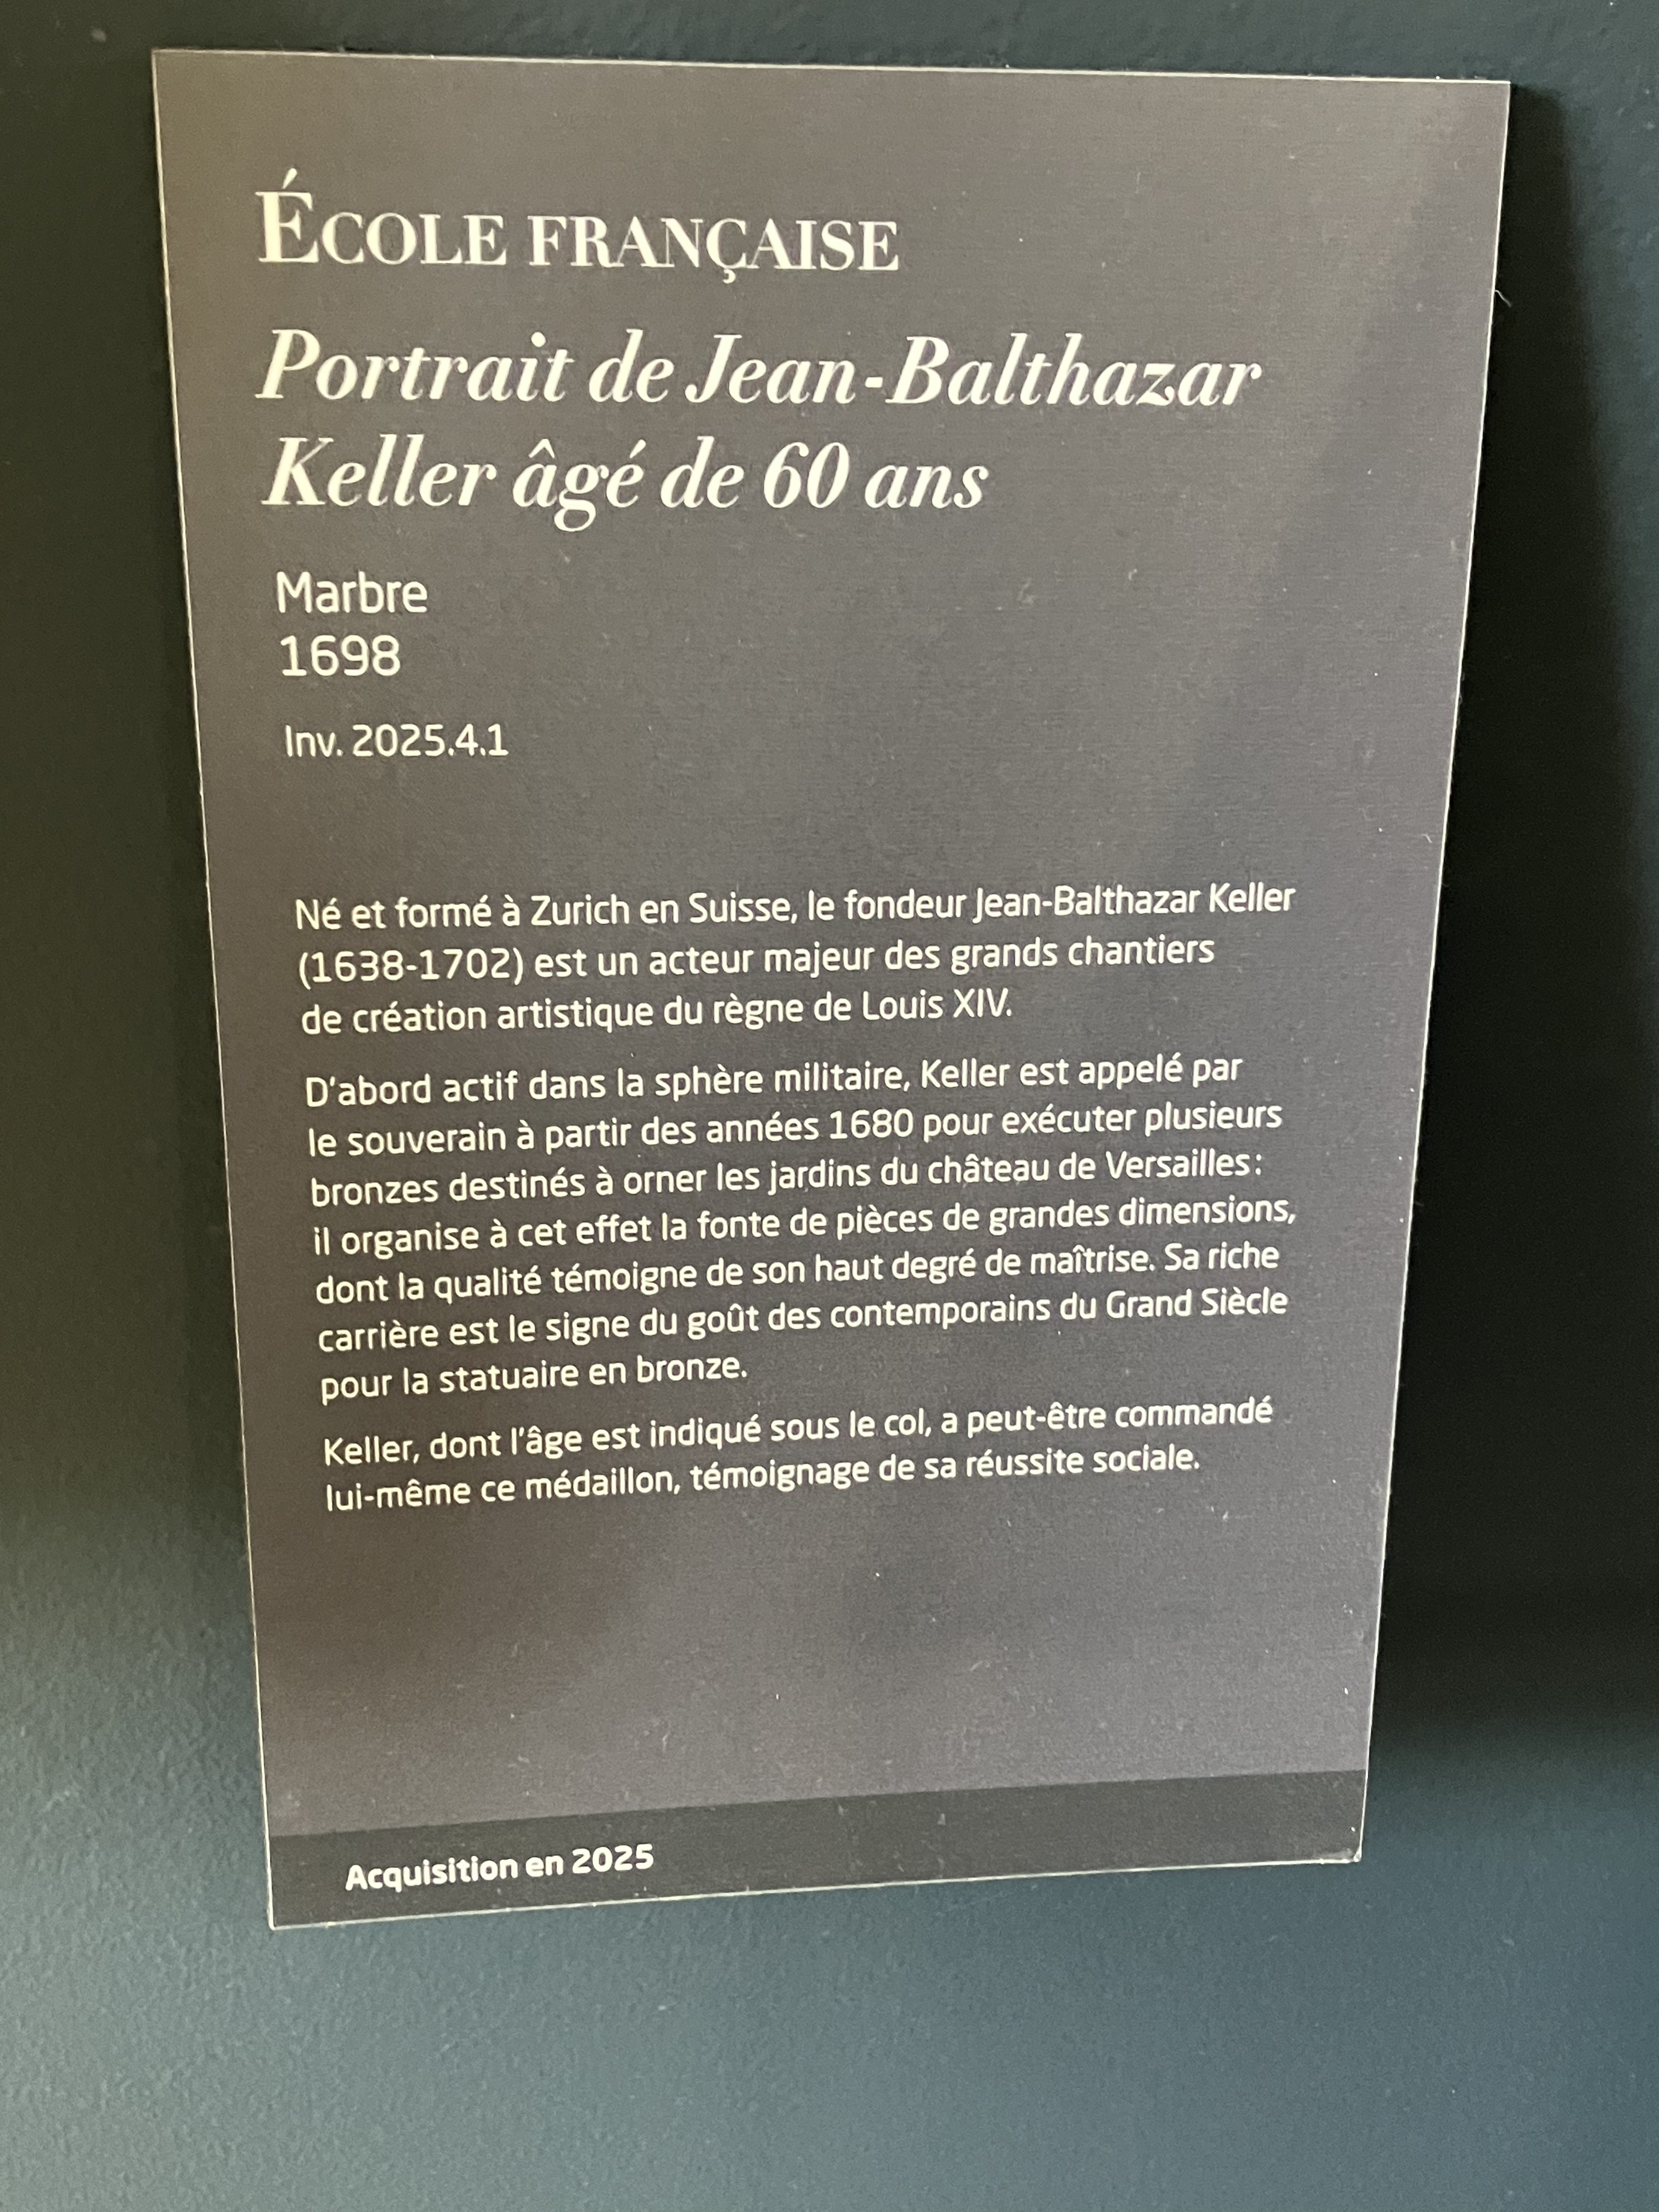 ÉCOLE FRANÇAISE
Portrait de Jean-Balthazar
Keller âgé de 60 ans
Marbre
1698
Inv. 2025.4.1
Né et formé à Zurich en Suisse, le fondeur Jean-Balthazar Keller
(1638-1702) est un acteur majeur des grands chantiers
de création artistique du règne de Louis XIV.
D'abord actif dans la sphère militaire, Keller est appelé par
le souverain à partir des années 1680 pour exécuter plusieurs
bronzes destinés à orner les jardins du château de Versailles :
il organise à cet effet la fonte de pièces de grandes dimensions,
dont la qualité témoigne de son haut degré de maîtrise. Sa riche
carrière est le signe du goût des contemporains du Grand Siècle
pour la statuaire en bronze.
Keller, dont l'âge est indiqué sous le col, a peut-être commandé
lui-même ce médaillon, témoignage de sa réussite sociale.
Acquisition en 2025